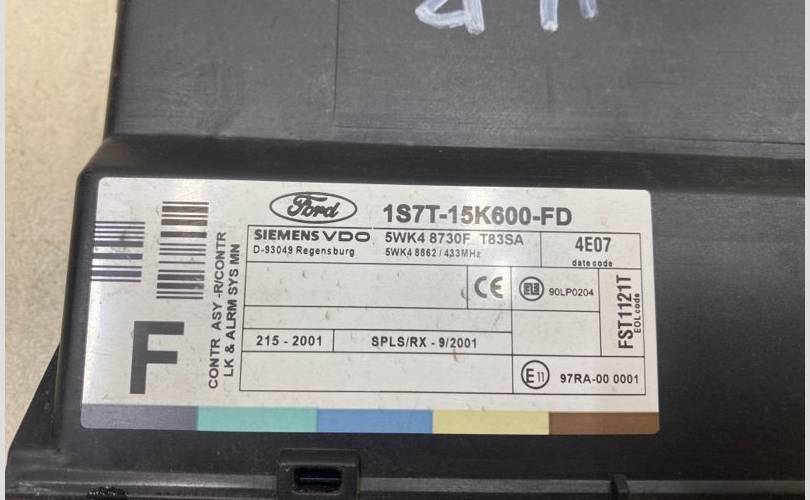 Ford
1S7T-15K600-FD
SIEMENS VDO 5WK4 8730F T83SA 4E07
D-93049 Regensburg 5WK4 8862 / 433MHz date code
CE 90LP0204
FST1121T
EOL code
215 - 2001 SPLS/RX - 9/2001
E11 97RA-00 0001
F
CONTR ASY -R/CONTR
LK & ALRM SYS MN